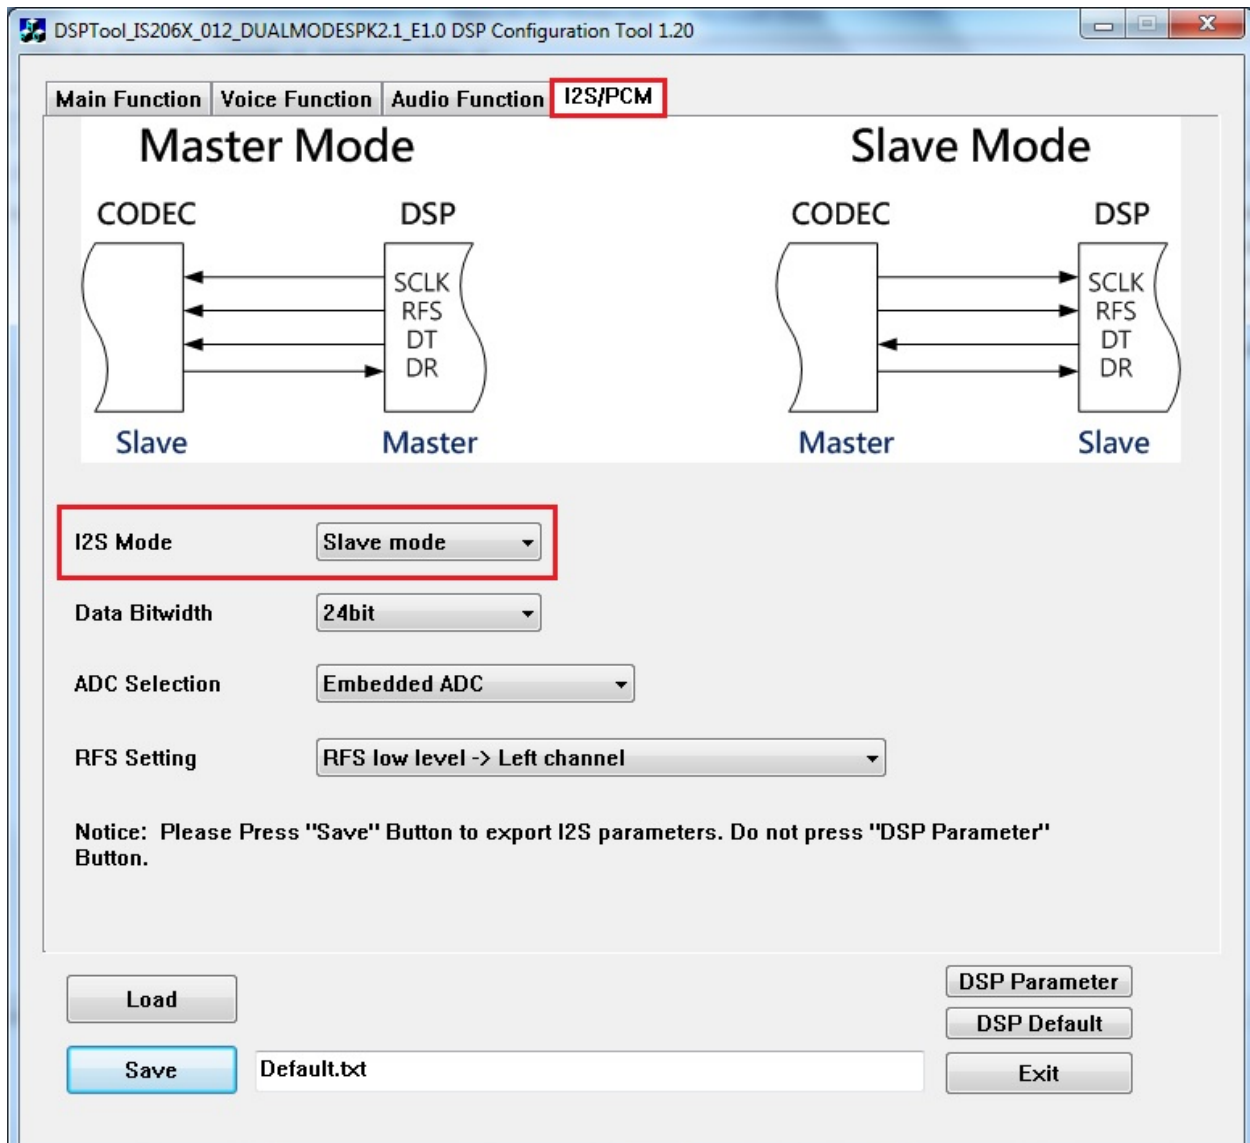 DSPTool_IS206X_012_DUALMODESPK2.1_E1.0 DSP Configuration Tool 1.20
Main Function Voice Function Audio Function I2S/PCM
Master Mode Slave Mode
CODEC DSP CODEC DSP
SCLK SCLK
RFS RFS
DT DT
DR DR
Slave Master Master Slave
I2S Mode Slave mode
Data Bitwidth 24bit
ADC Selection Embedded ADC
RFS Setting RFS low level -> Left channel
Notice: Please Press "Save" Button to export I2S parameters. Do not press "DSP Parameter"
Button.
Load DSP Parameter
DSP Default
Save Default.txt Exit